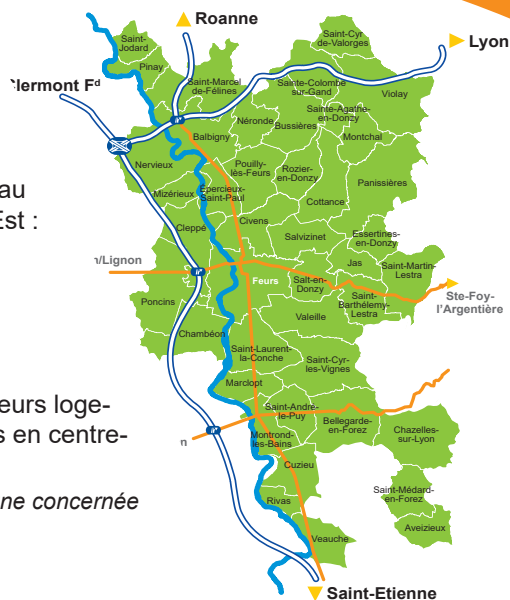 Roanne
Saint-
Jodard
Saint-Cyr
de-Valorges
Lyon
Pinay
Clermont Fd
Saint-Marcel
de-Félines
Sainte-Colombe
sur-Gand
Violay
Sainte-Agathe-
en-Donzy
Néronde
Bussières
Balbigny
Montchal
Nervieux
Pouilly
lès-Feurs
Rozier-
en-Donzy
Panissières
au
Mizérieux
Epercieux-
Saint-Paul
Cottance
Est :
Cleppé
Civens
Salvizinet
Essertines-
en-Donzy
n/Lignon
Jas
Saint-Martin-
Lestra
Feurs
Salt-en-
Donzy
Ste-Foy-
l'Argentière
Poncins
Saint-
Barthélemy-
Lestra
Valeille
Chambéon
Saint-Laurent-
la-Conche
Saint-Cyr-
les-Vignes
Marclopt
eurs loge-
Saint-André-
le-Puy
Bellegarde-
en-Forez
Chazelles-
sur-Lyon
s en centre-
n
Montrond-
les-Bains
Cuzieu
Saint-Médard-
en-Forez
ne concernée
Rivas
Aveizieux
Veauche
Saint-Etienne